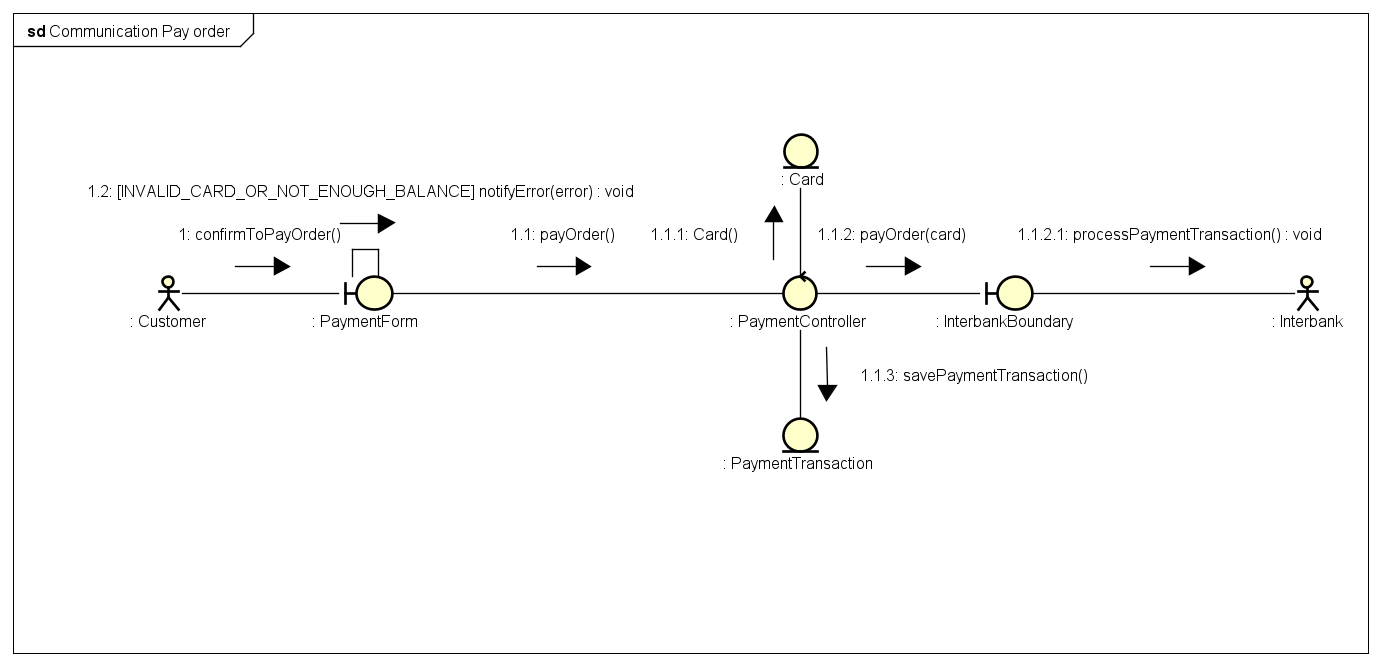 sd Communication Pay order
: Card
1.2: [INVALID_CARD_OR_NOT_ENOUGH_BALANCE] notifyError(error) : void
1: confirmToPayOrder()
1.1: payOrder()
1.1.1: Card()
1.1.2: payOrder(card)
1.1.2.1: processPaymentTransaction() : void
: Customer
: PaymentForm
: PaymentController
: InterbankBoundary
: Interbank
1.1.3: savePaymentTransaction()
: PaymentTransaction